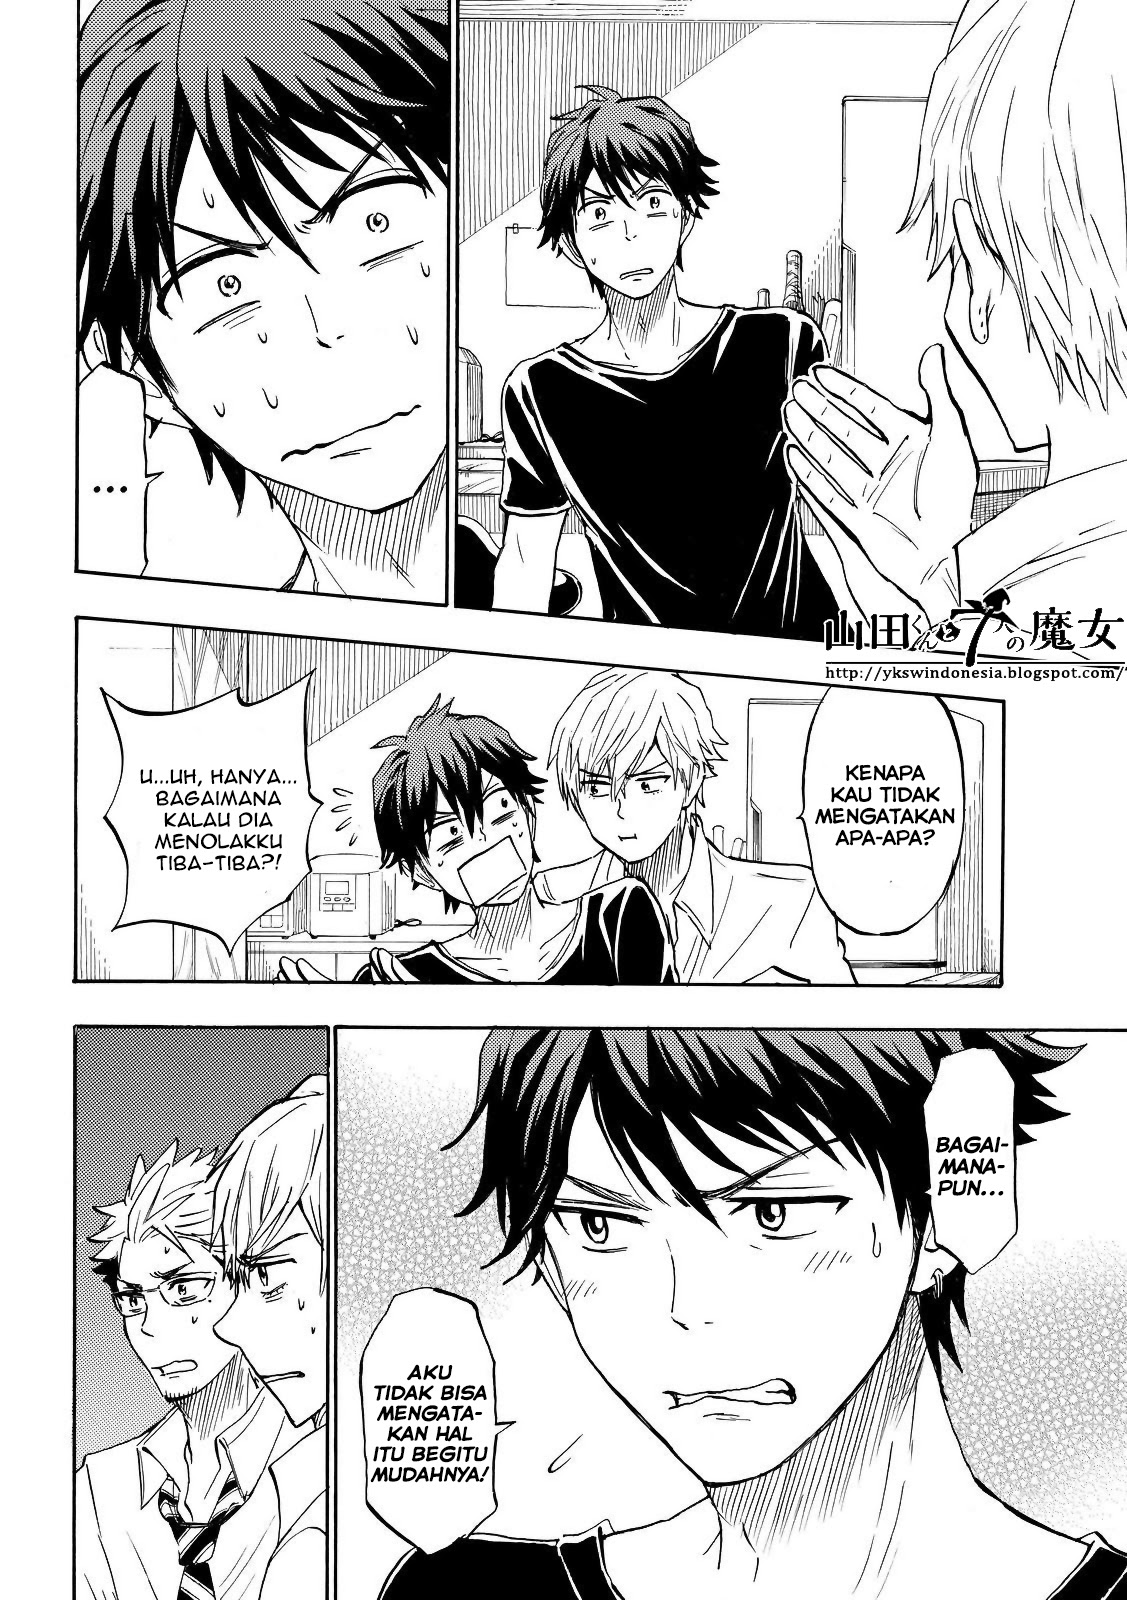 ...
山田くんと7人の魔女
http://ykswindonesia.blogspot.com/
KENAPA
KAU TIDAK
MENGATAKAN
APA-APA?
U...UH, HANYA...
BAGAIMANA
KALAU DIA
MENOLAKKU
TIBA-TIBA?!
BAGAI-
MANA-
PUN...
AKU
TIDAK BISA
MENGATA-
KAN HAL
ITU BEGITU
MUDAHNYA!